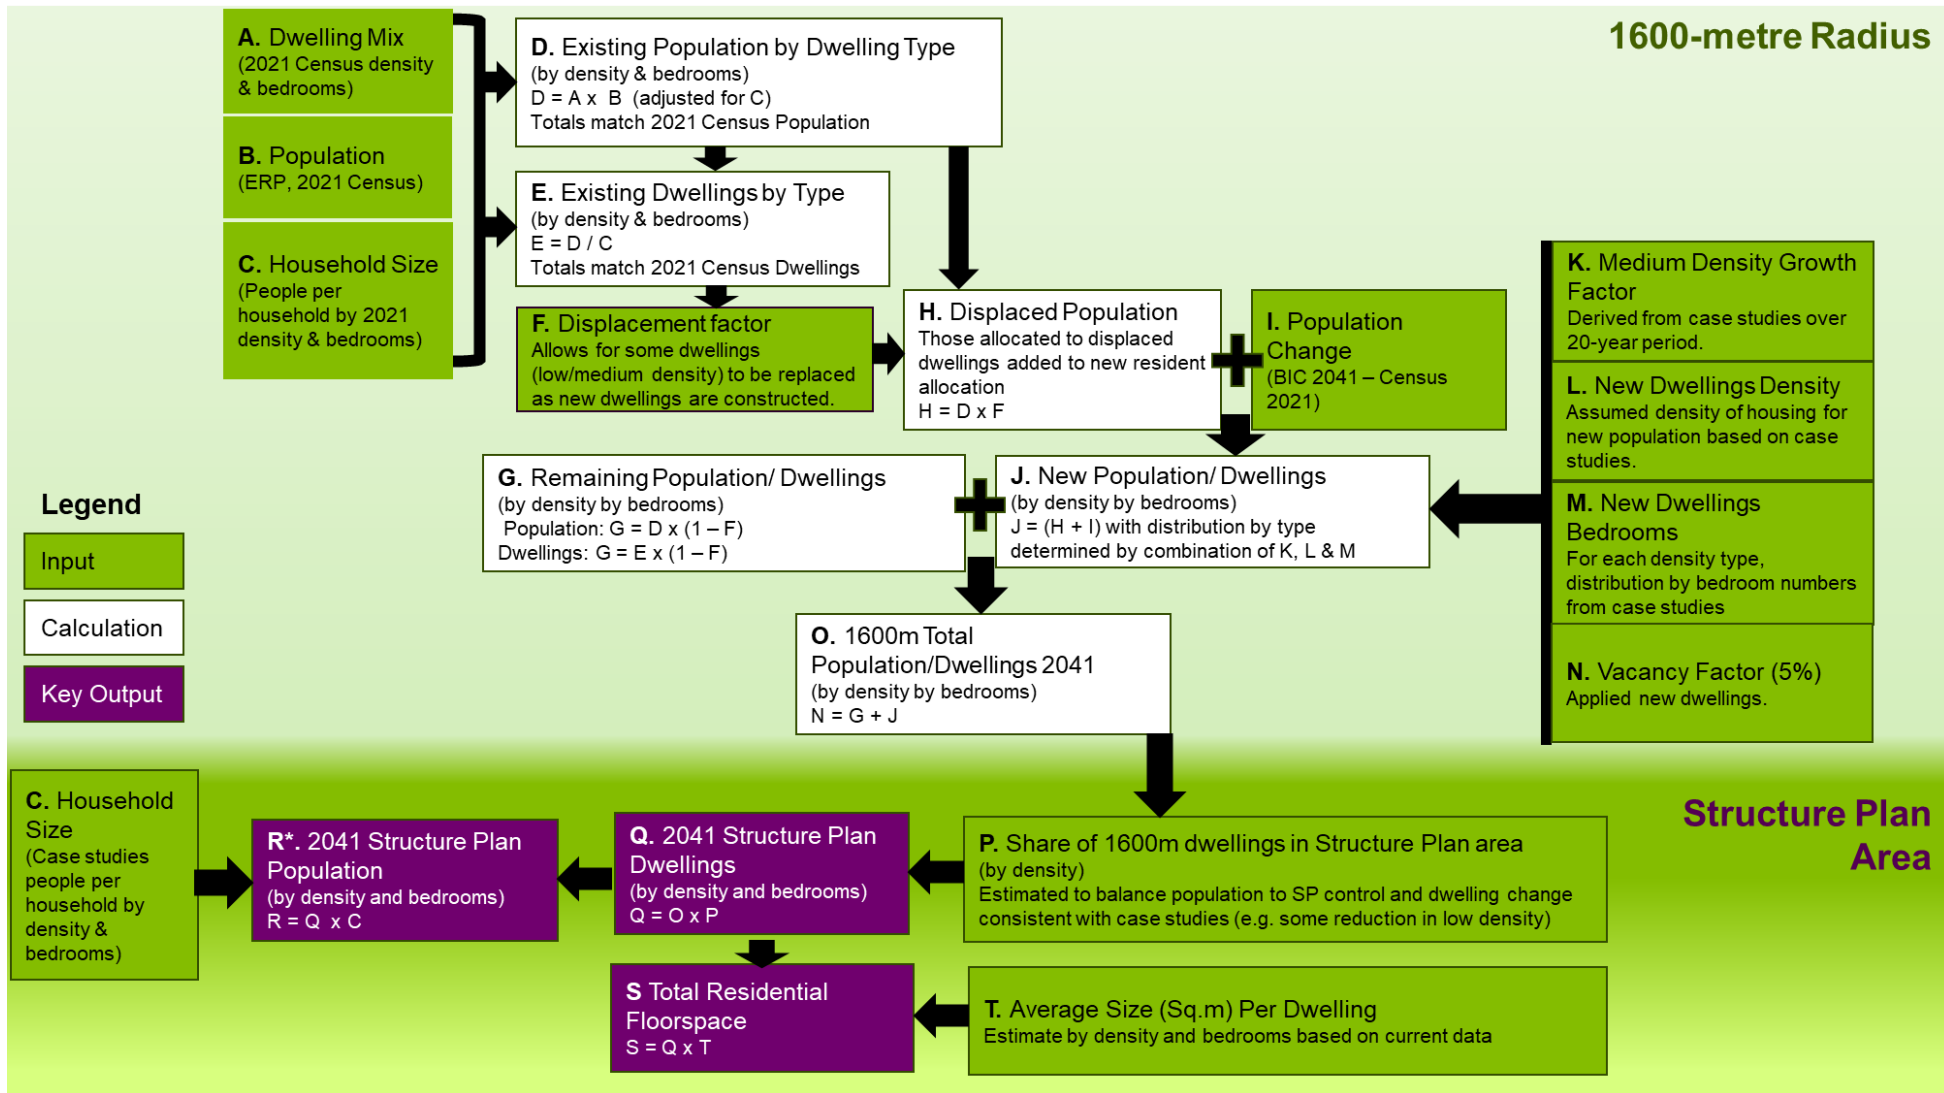 1600-metre Radius
A. Dwelling Mix
(2021 Census density
& bedrooms)
B. Population
(ERP, 2021 Census)
C. Household Size
(People per
household by 2021
density & bedrooms)
D. Existing Population by Dwelling Type
(by density & bedrooms)
D = A x B (adjusted for C)
Totals match 2021 Census Population
E. Existing Dwellings by Type
(by density & bedrooms)
E = D / C
Totals match 2021 Census Dwellings
F. Displacement factor
Allows for some dwellings
(low/medium density) to be replaced
as new dwellings are constructed.
H. Displaced Population
Those allocated to displaced
dwellings added to new resident
allocation
H = D x F
I. Population
Change
(BIC 2041 – Census
2021)
K. Medium Density Growth
Factor
Derived from case studies over
20-year period.
L. New Dwellings Density
Assumed density of housing for
new population based on case
studies.
M. New Dwellings
Bedrooms
For each density type,
distribution by bedroom numbers
from case studies
N. Vacancy Factor (5%)
Applied new dwellings.
G. Remaining Population/ Dwellings
(by density by bedrooms)
Population: G = D x (1 – F)
Dwellings: G = E x (1 – F)
J. New Population/ Dwellings
(by density by bedrooms)
J = (H + I) with distribution by type
determined by combination of K, L & M
Legend
Input
Calculation
Key Output
O. 1600m Total
Population/Dwellings 2041
(by density by bedrooms)
N = G + J
Structure Plan
Area
C. Household
Size
(Case studies
people per
household by
density &
bedrooms)
R*. 2041 Structure Plan
Population
(by density and bedrooms)
R = Q x C
Q. 2041 Structure Plan
Dwellings
(by density and bedrooms)
Q = O x P
P. Share of 1600m dwellings in Structure Plan area
(by density)
Estimated to balance population to SP control and dwelling change
consistent with case studies (e.g. some reduction in low density)
S Total Residential
Floorspace
S = Q x T
T. Average Size (Sq.m) Per Dwelling
Estimate by density and bedrooms based on current data